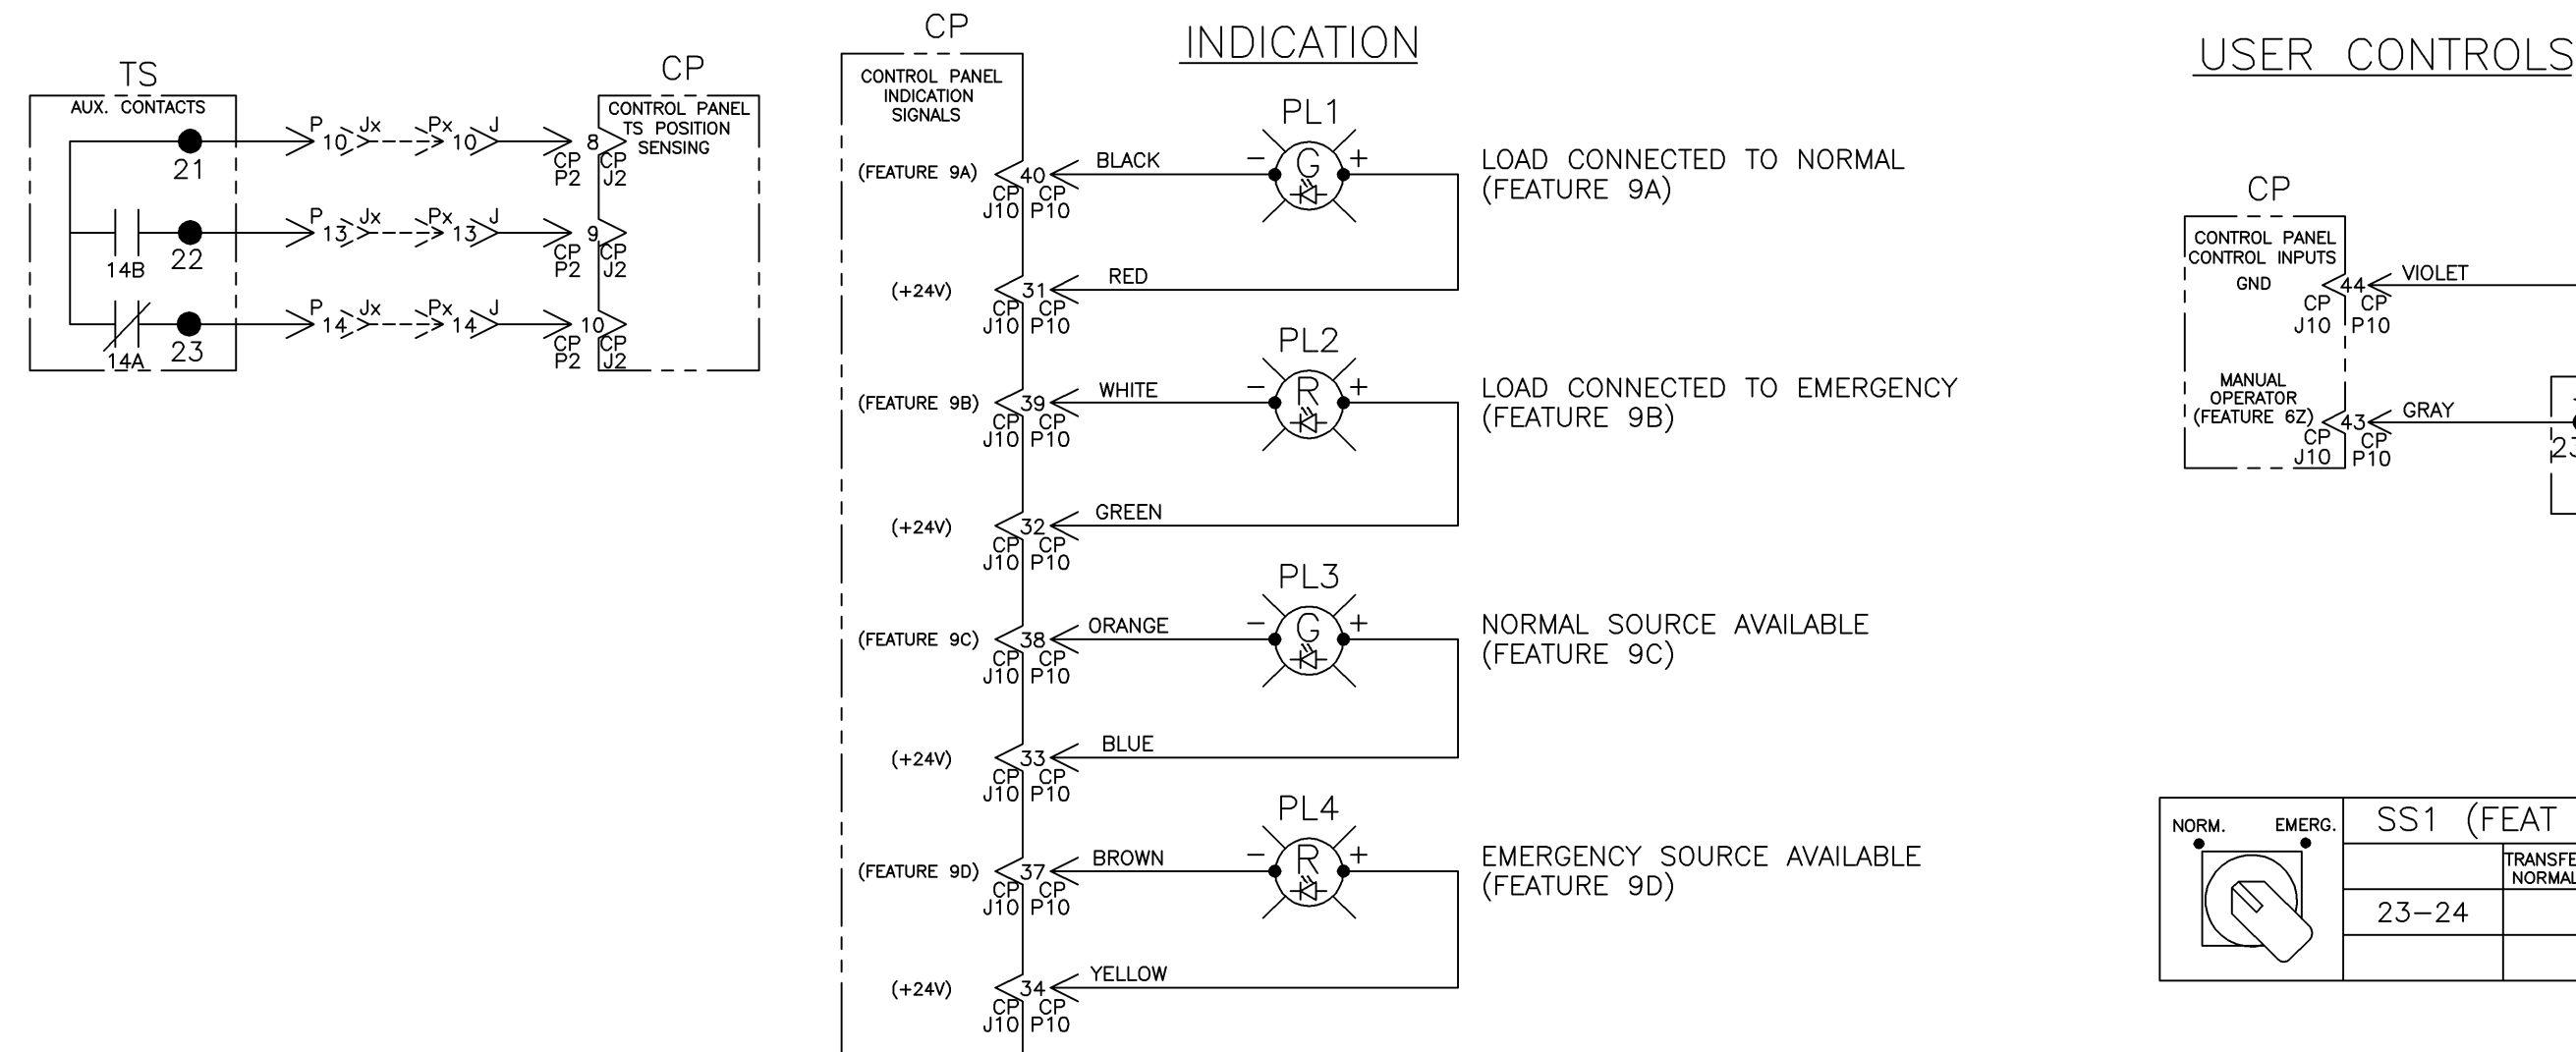 TS
AUX. CONTACTS
21
22
14B
23
14A
P 10 Jx Px 10 J
P 13 Jx Px 13 J
P 14 Jx Px 14 J
CP
CONTROL PANEL
TS POSITION
SENSING
8
CP CP
P2 J2
9
CP CP
P2 J2
10
CP CP
P2 J2
CP
CONTROL PANEL
INDICATION
SIGNALS
INDICATION
(FEATURE 9A) 40 BLACK
CP CP
J10 P10
PL1
- G +
LOAD CONNECTED TO NORMAL
(FEATURE 9A)
(+24V) 31 RED
CP CP
J10 P10
PL2
(FEATURE 9B) 39 WHITE
CP CP
J10 P10
- R +
LOAD CONNECTED TO EMERGENCY
(FEATURE 9B)
(+24V) 32 GREEN
CP CP
J10 P10
PL3
(FEATURE 9C) 38 ORANGE
CP CP
J10 P10
- G +
NORMAL SOURCE AVAILABLE
(FEATURE 9C)
(+24V) 33 BLUE
CP CP
J10 P10
PL4
(FEATURE 9D) 37 BROWN
CP CP
J10 P10
- R +
EMERGENCY SOURCE AVAILABLE
(FEATURE 9D)
(+24V) 34 YELLOW
CP CP
J10 P10
USER CONTROLS
CP
CONTROL PANEL
CONTROL INPUTS
GND 44 VIOLET
CP CP
J10 P10
MANUAL
OPERATOR
(FEATURE 6Z) 43 GRAY
CP CP
J10 P10
NORM. EMERG.
SS1 (FEAT
NORMAL
23-24